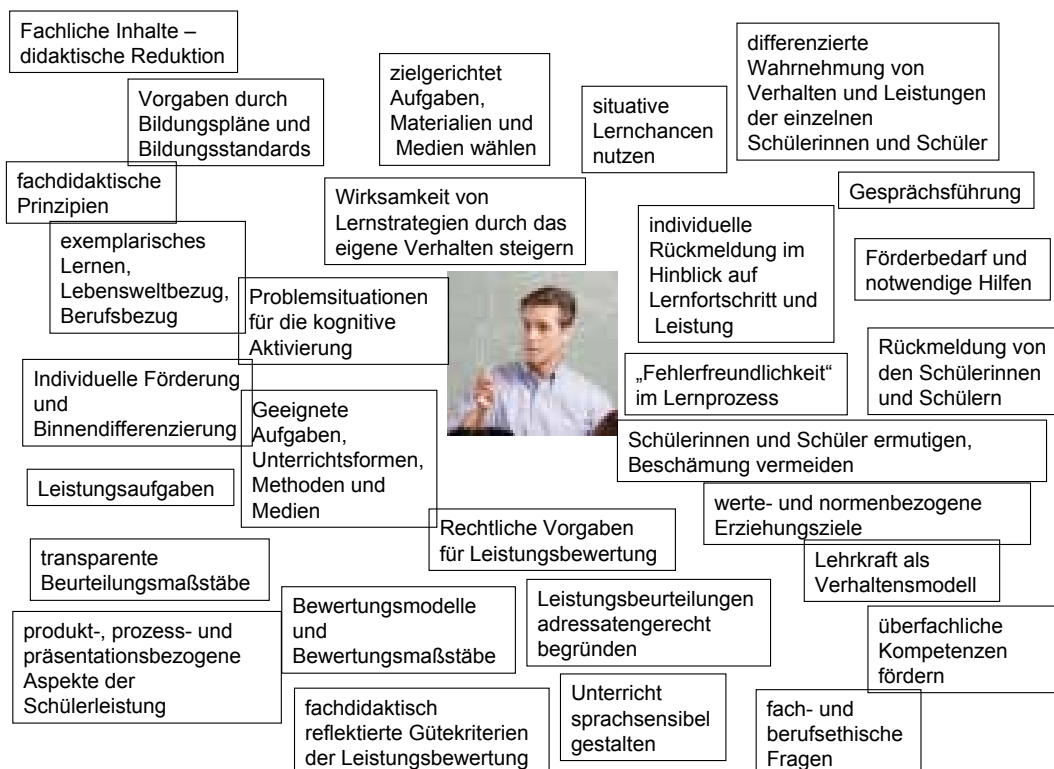 Fachliche Inhalte –
didaktische Reduktion
Vorgaben durch
Bildungspläne und
Bildungsstandards
zielgerichtet
Aufgaben,
Materialien und
Medien wählen
situative
Lernchancen
nutzen
differenzierte
Wahrnehmung von
Verhalten und Leistungen
der einzelnen
Schülerinnen und Schüler
fachdidaktische
Prinzipien
Wirksamkeit von
Lernstrategien durch das
eigene Verhalten steigern
Gesprächsführung
exemplarisches
Lernen,
Lebensweltbezug,
Berufsbezug
individuelle
Rückmeldung im
Hinblick auf
Lernfortschritt und
Leistung
Förderbedarf und
notwendige Hilfen
Problemsituationen
für die kognitive
Aktivierung
Individuelle Förderung
und
Binnendifferenzierung
„Fehlerfreundlichkeit“
im Lernprozess
Rückmeldung von
den Schülerinnen
und Schülern
Geeignete
Aufgaben,
Unterrichtsformen,
Methoden und
Medien
Schülerinnen und Schüler ermutigen,
Beschämung vermeiden
Leistungsaufgaben
werte- und normenbezogene
Erziehungsziele
Rechtliche Vorgaben
für Leistungsbewertung
transparente
Beurteilungsmaßstäbe
Lehrkraft als
Verhaltensmodell
Bewertungsmodelle
und
Bewertungsmaßstäbe
Leistungsbeurteilungen
adressatengerecht
begründen
produkt-, prozess- und
präsentationsbezogene
Aspekte der
Schülerleistung
überfachliche
Kompetenzen
fördern
fachdidaktisch
reflektierte Gütekriterien
der Leistungsbewertung
Unterricht
sprachsensibel
gestalten
fach- und
berufsethische
Fragen